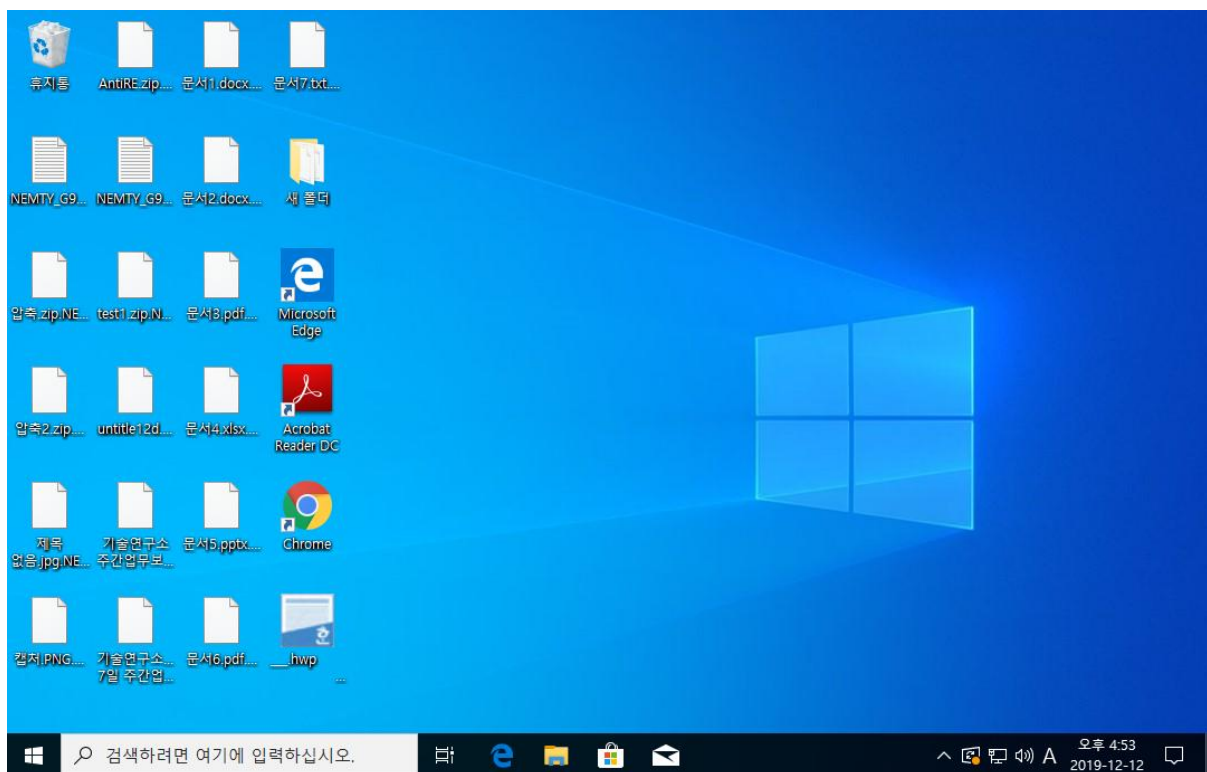 휴지통
AntiRE.zip....
문서1.docx....
문서7.txt....
NEMTY_G9...
NEMTY_G9...
문서2.docx....
새 폴더
압축.zip.NE...
test1.zip.N...
문서3.pdf....
Microsoft
Edge
압축2.zip....
untitle12d....
문서4.xlsx....
Acrobat
Reader DC
제목
없음.jpg.NE...
기술연구소
주간업무보...
문서5.pptx....
Chrome
캡처.PNG....
기술연구소...
7일 주간업...
문서6.pdf....
혼
___.hwp
...
검색하려면 여기에 입력하십시오.
A
오후 4:53
2019-12-12